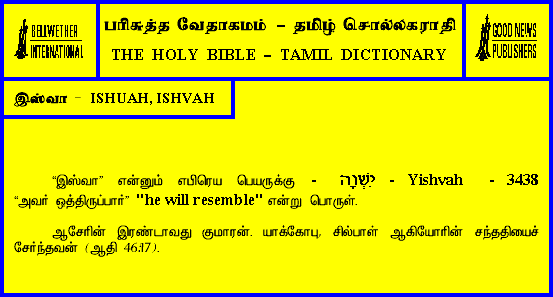 BELLWETHER
INTERNATIONAL
பரிசுத்த வேதாகமம் – தமிழ் சொல்லகராதி
THE HOLY BIBLE – TAMIL DICTIONARY
GOOD NEWS
PUBLISHERS
இஸ்வா – ISHUAH, ISHVAH
“இஸ்வா” என்னும் எபிரெய பெயருக்கு - יִשְׁוָה - Yishvah - 3438
“அவர் ஒத்திருப்பார்” "he will resemble" என்று பொருள்.
ஆசேரின் இரண்டாவது குமாரன். யாக்கோபு, சில்பாள் ஆகியோரின் சந்ததியைச்
சேர்ந்தவன் (ஆதி 46:17).